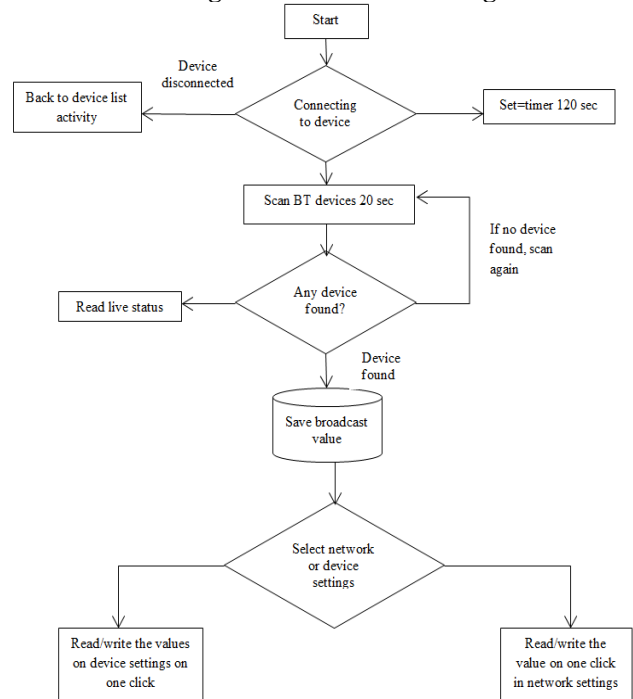 Start
Device
disconnected
Back to device list
activity
Connecting
to device
Set=timer 120 sec
Scan BT devices 20 sec
If no device
found, scan
again
Any device
found?
Read live status
Device
found
Save broadcast
value
Select network
or device
settings
Read/write the values
on device settings on
one click
Read/write the
value on one click
in network settings